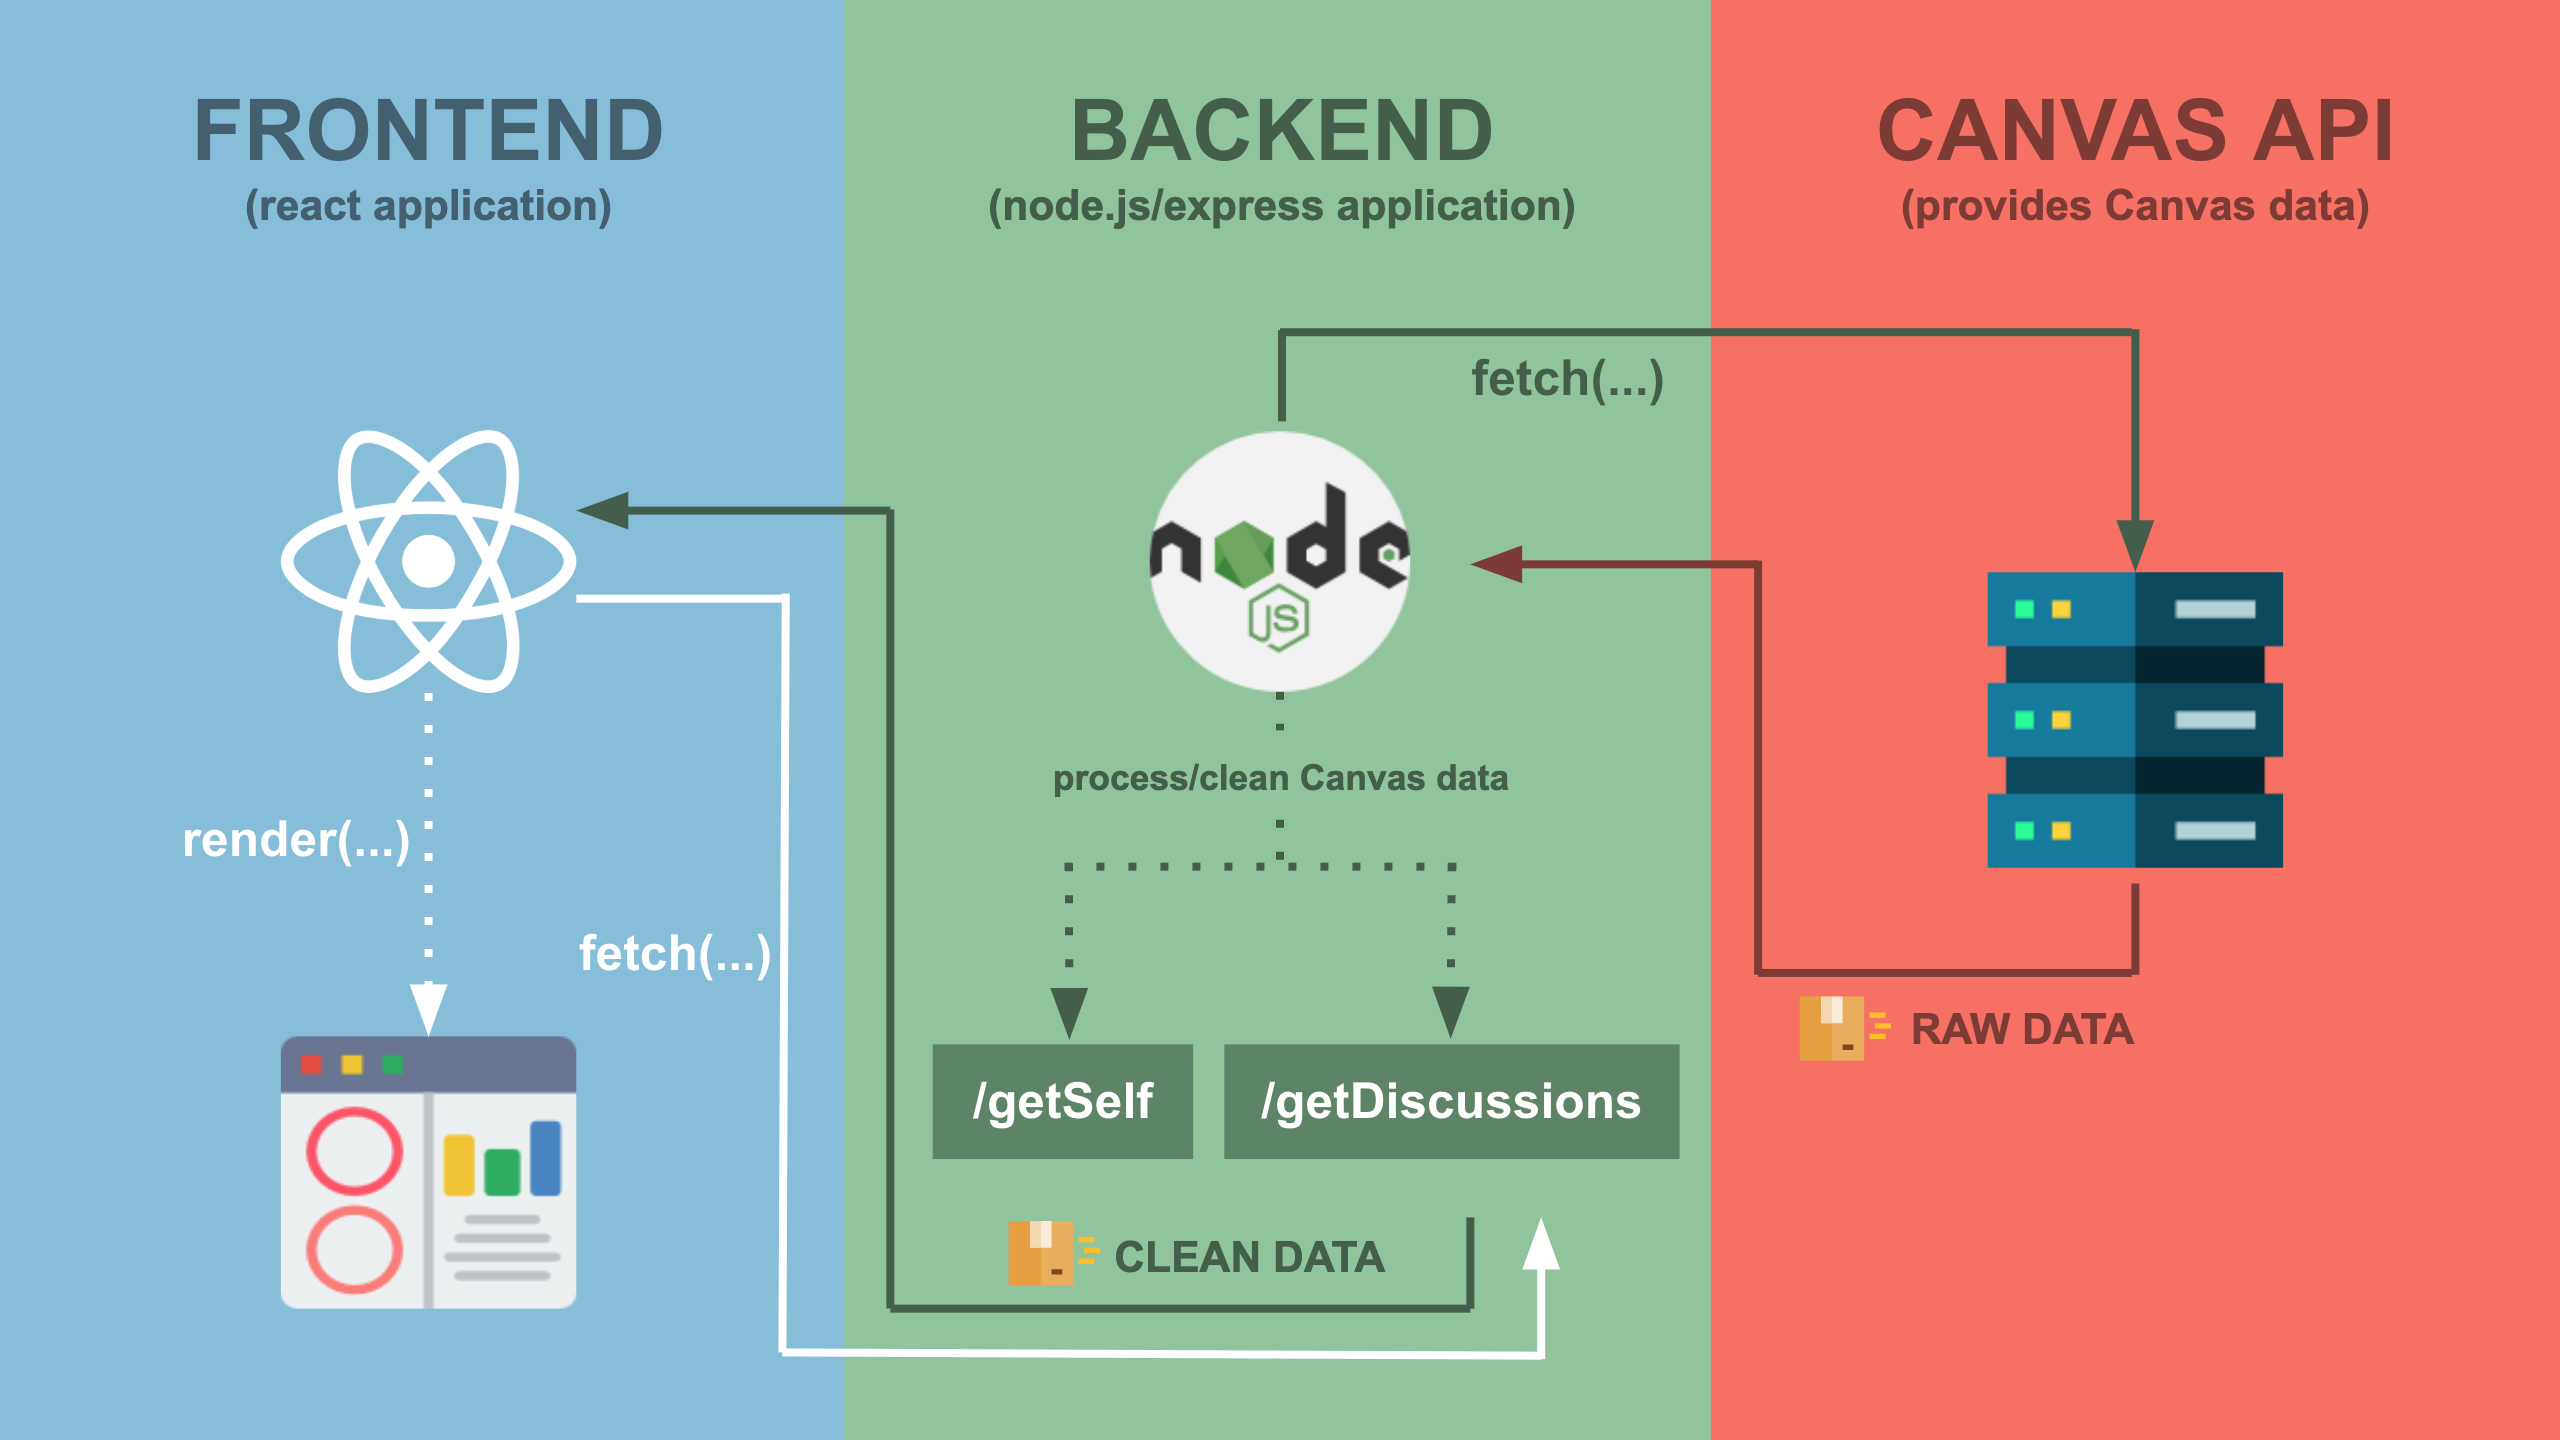 FRONTEND
(react application)
BACKEND
(node.js/express application)
CANVAS API
(provides Canvas data)
fetch(...)
node
JS
process/clean Canvas data
render(...)
fetch(...)
/getSelf
/getDiscussions
RAW DATA
CLEAN DATA